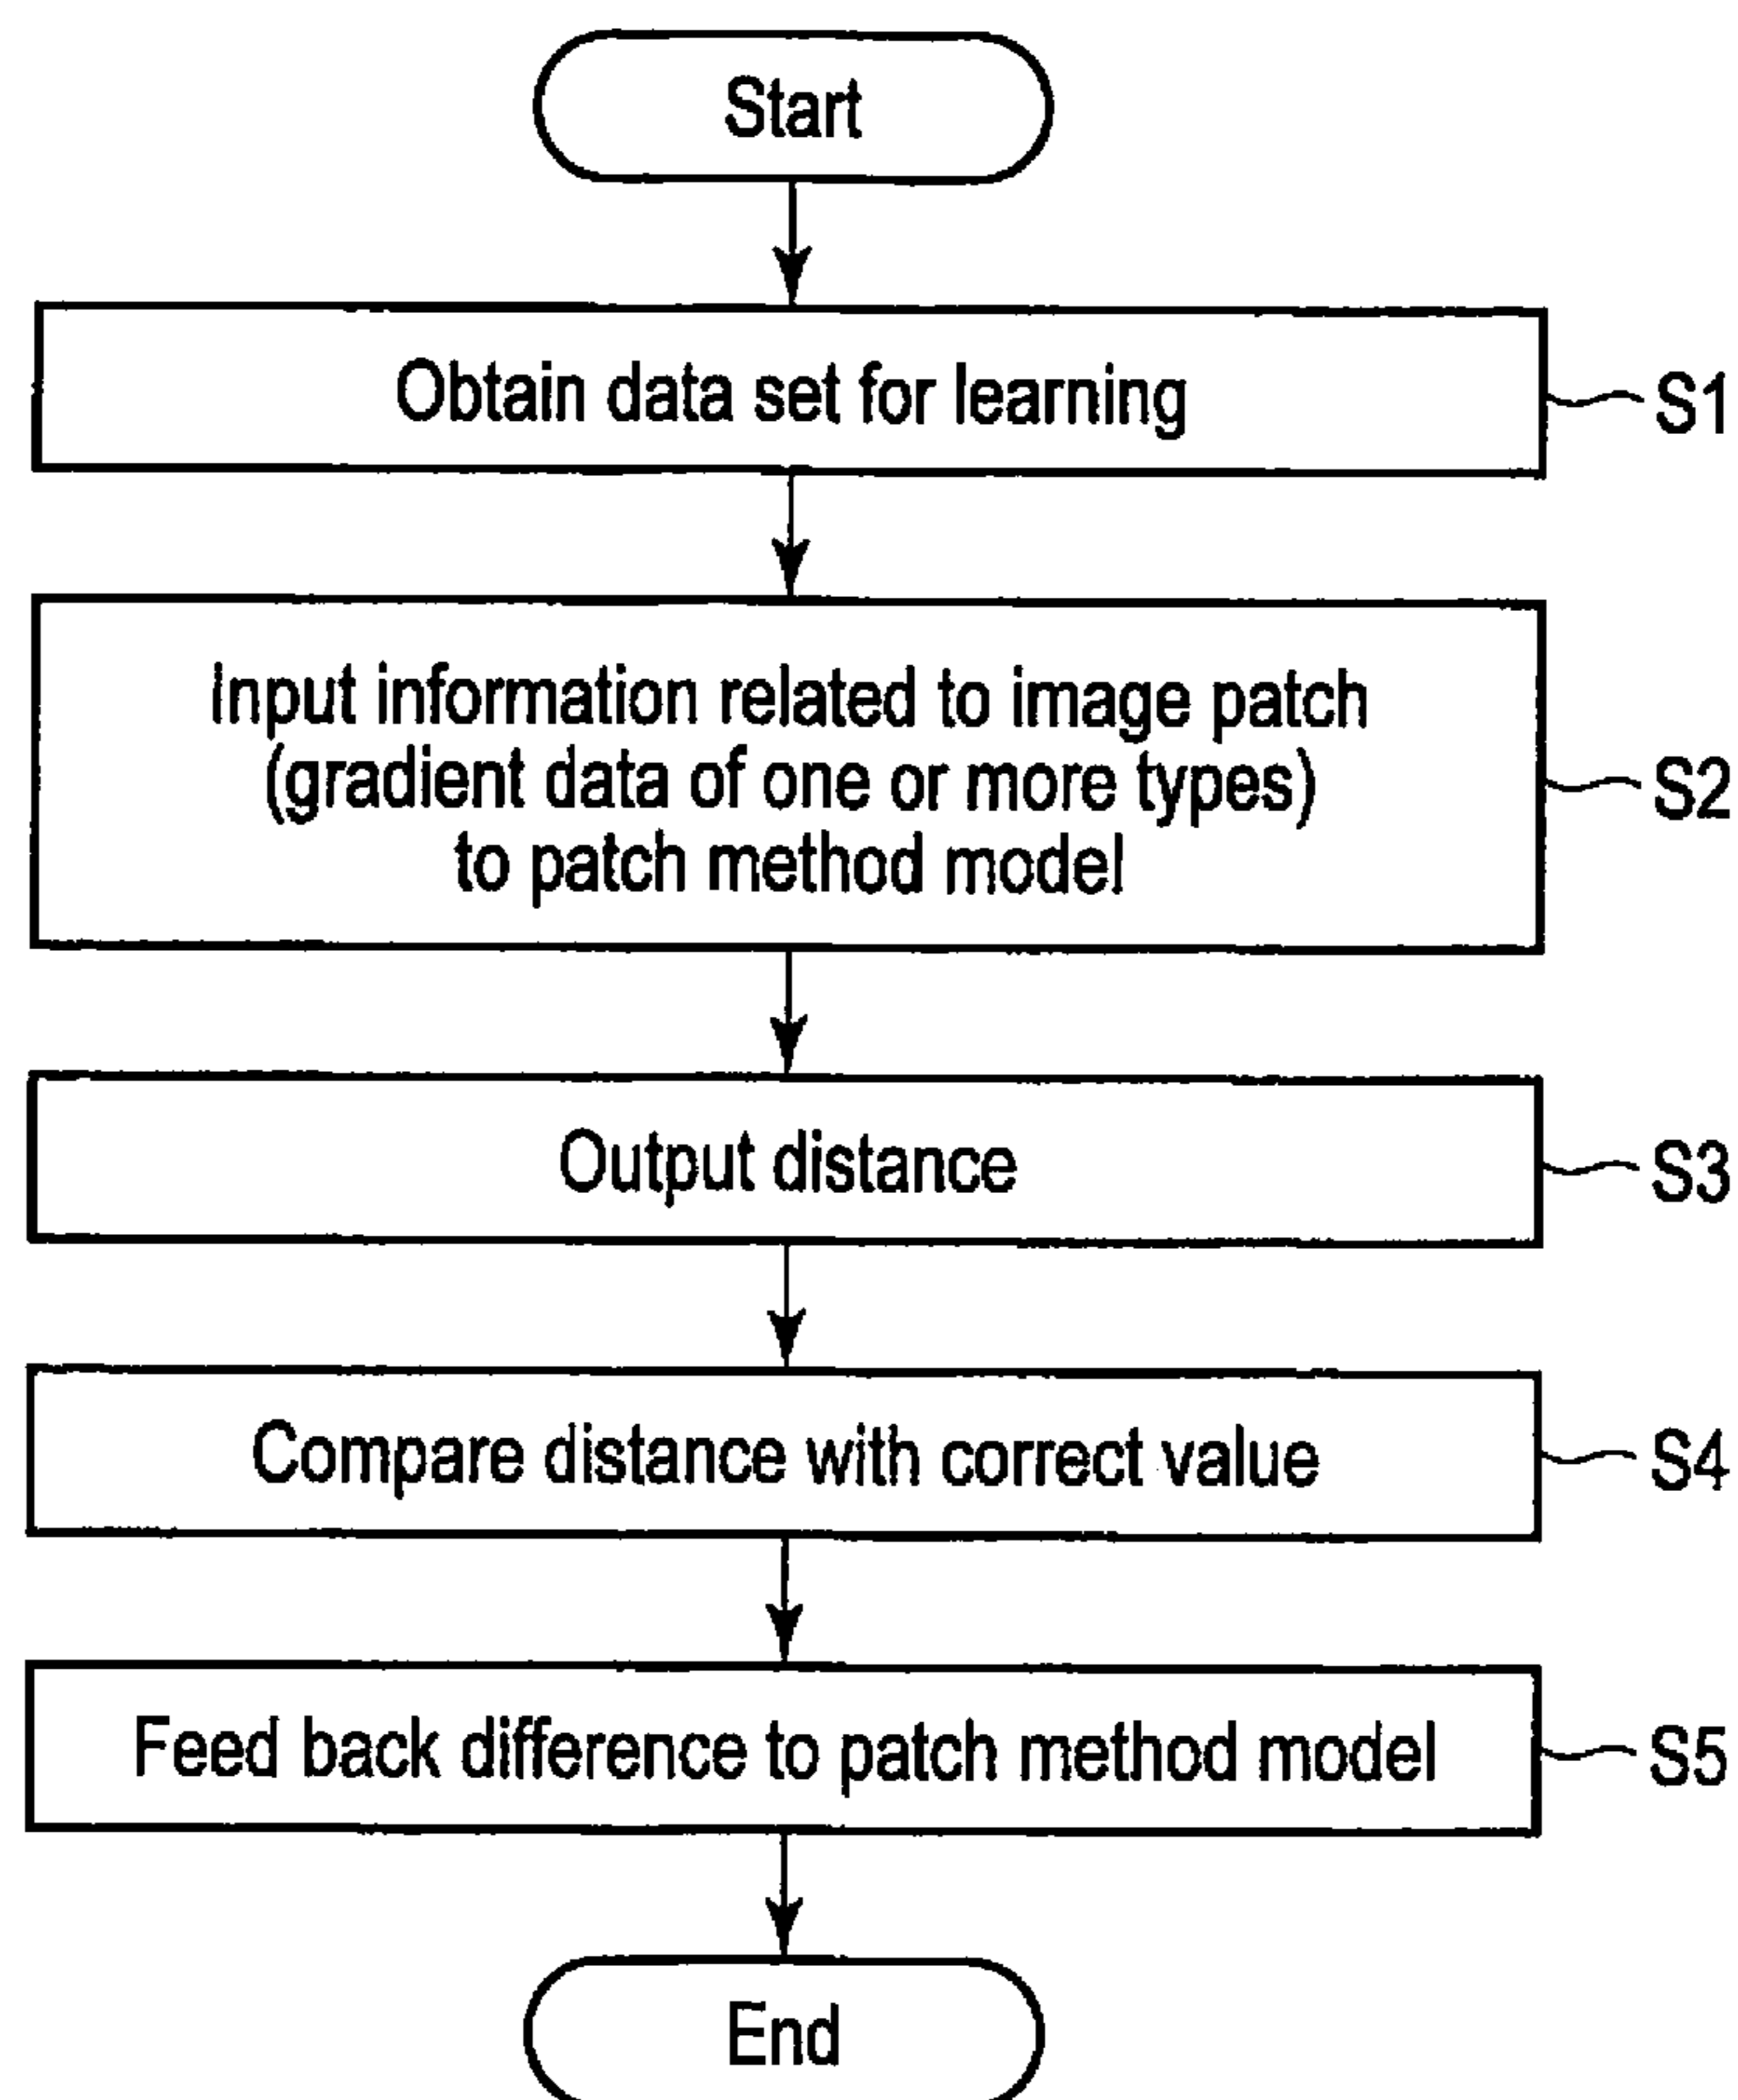 Start
Obtain data set for learning
S1
Input information related to image patch
(gradient data of one or more types)
to patch method model
S2
Output distance
S3
Compare distance with correct value
S4
Feed back difference to patch method model
S5
End